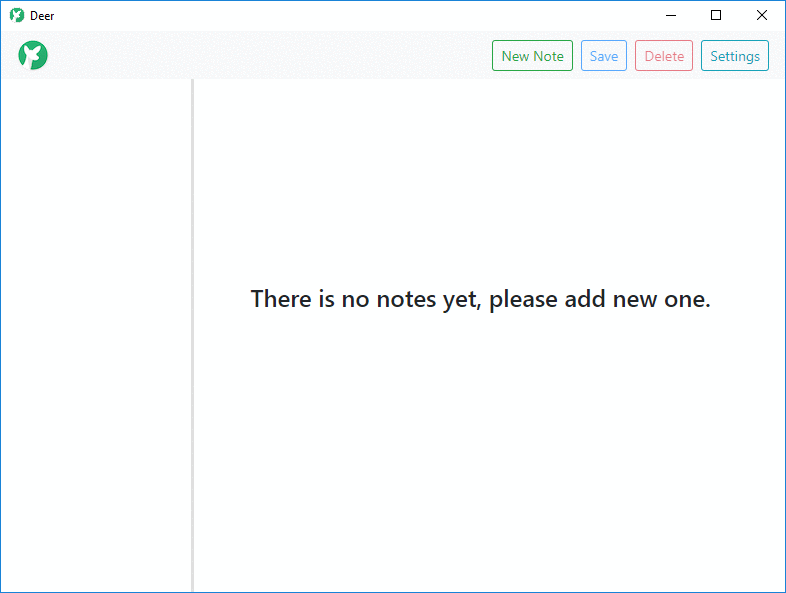 Deer
New Note Save Delete Settings
There is no notes yet, please add new one.